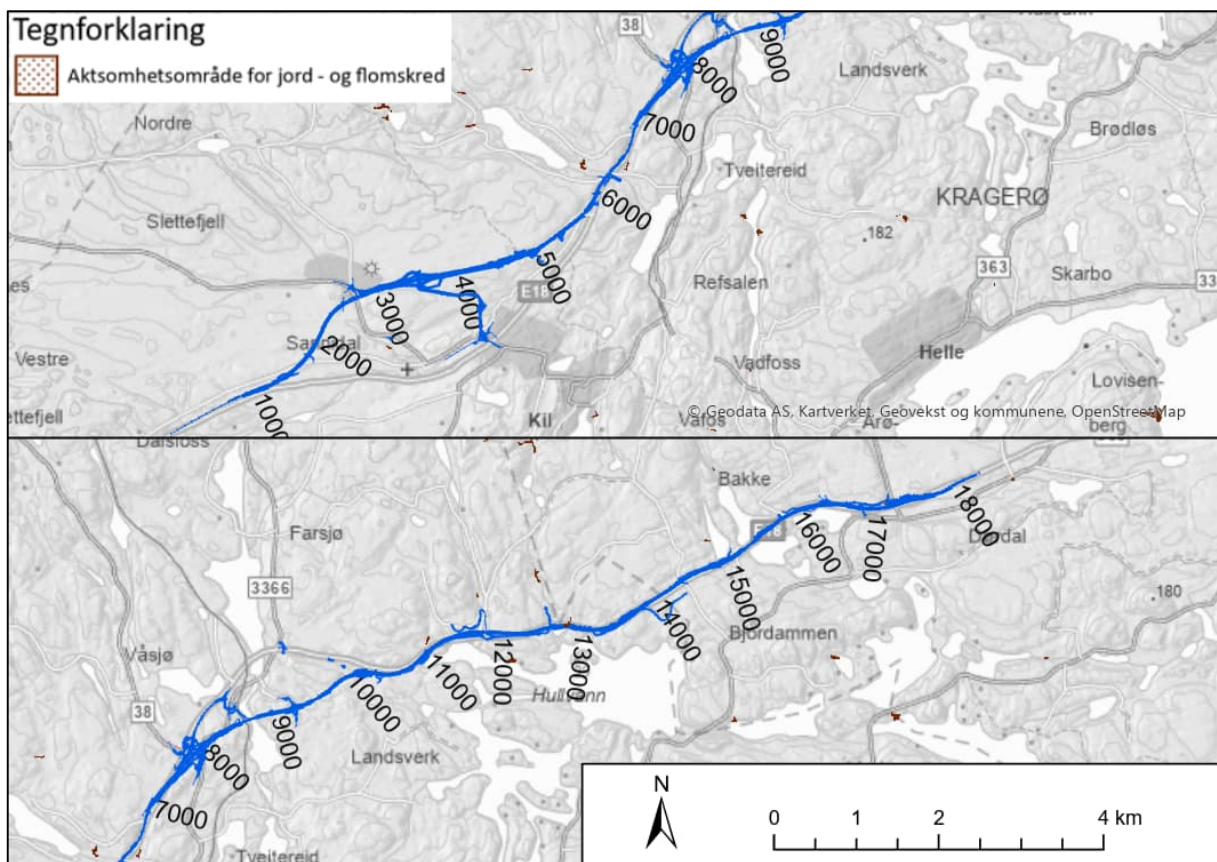 Tegnforklaring
Aktsomhetsområde for jord - og flomskred
38
9000
8000
Landsverk
Nordre
7000
Brødløs
Tveitereid
KRAGERØ
6000
Slettefjell
182
5000
363
Skarbo
Refsalen
4000
E18
3000
2000
Vestre
Helle
Vadfoss
1000
Lovisen-
berg
Kil
Vafos
© Geodata AS, Kartverket, Geovekst og kommunene, OpenStreetMap
Bakke
18000
16000
17000
E18
Farsjø
15000
3366
180
14000
Bjordammen
13000
12000
11000
Våsjø
10000
38
9000
Landsverk
8000
7000
Tveitereid
N
0 2 4 km